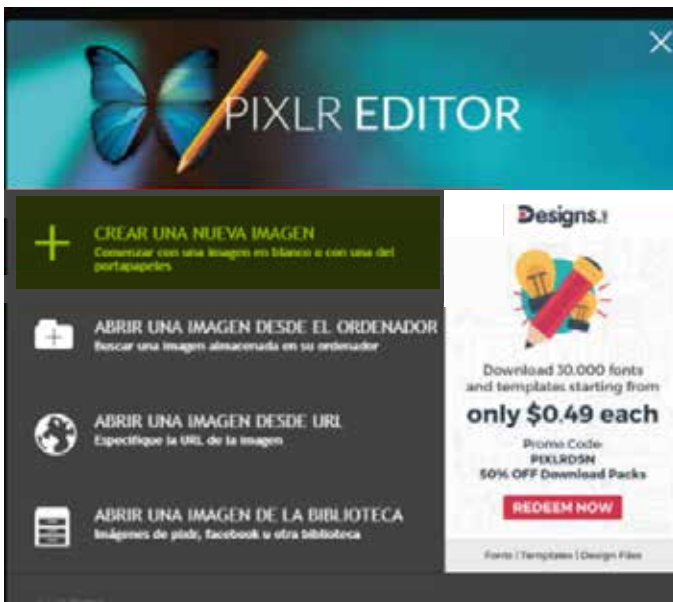 PIXLR EDITOR
CREAR UNA NUEVA IMAGEN
Comenzar con una imagen en blanco o con una del
portapapeles
ABRIR UNA IMAGEN DESDE EL ORDENADOR
Buscar una imagen almacenada en su ordenador
ABRIR UNA IMAGEN DESDE URL
Especifique la URL de la imagen
ABRIR UNA IMAGEN DE LA BIBLIOTECA
Imágenes de pixlr, facebook u otra biblioteca
Designs.
Download 30.000 fonts
and templates starting from
only $0.49 each
Promo Code:
PIXLRDSN
50% OFF Download Packs
REDEEM NOW
Fonts | Templates | Design Files